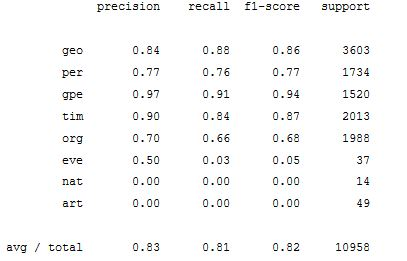 precision recall f1-score support
geo 0.84 0.88 0.86 3603
per 0.77 0.76 0.77 1734
gpe 0.97 0.91 0.94 1520
tim 0.90 0.84 0.87 2013
org 0.70 0.66 0.68 1988
eve 0.50 0.03 0.05 37
nat 0.00 0.00 0.00 14
art 0.00 0.00 0.00 49
avg / total 0.83 0.81 0.82 10958